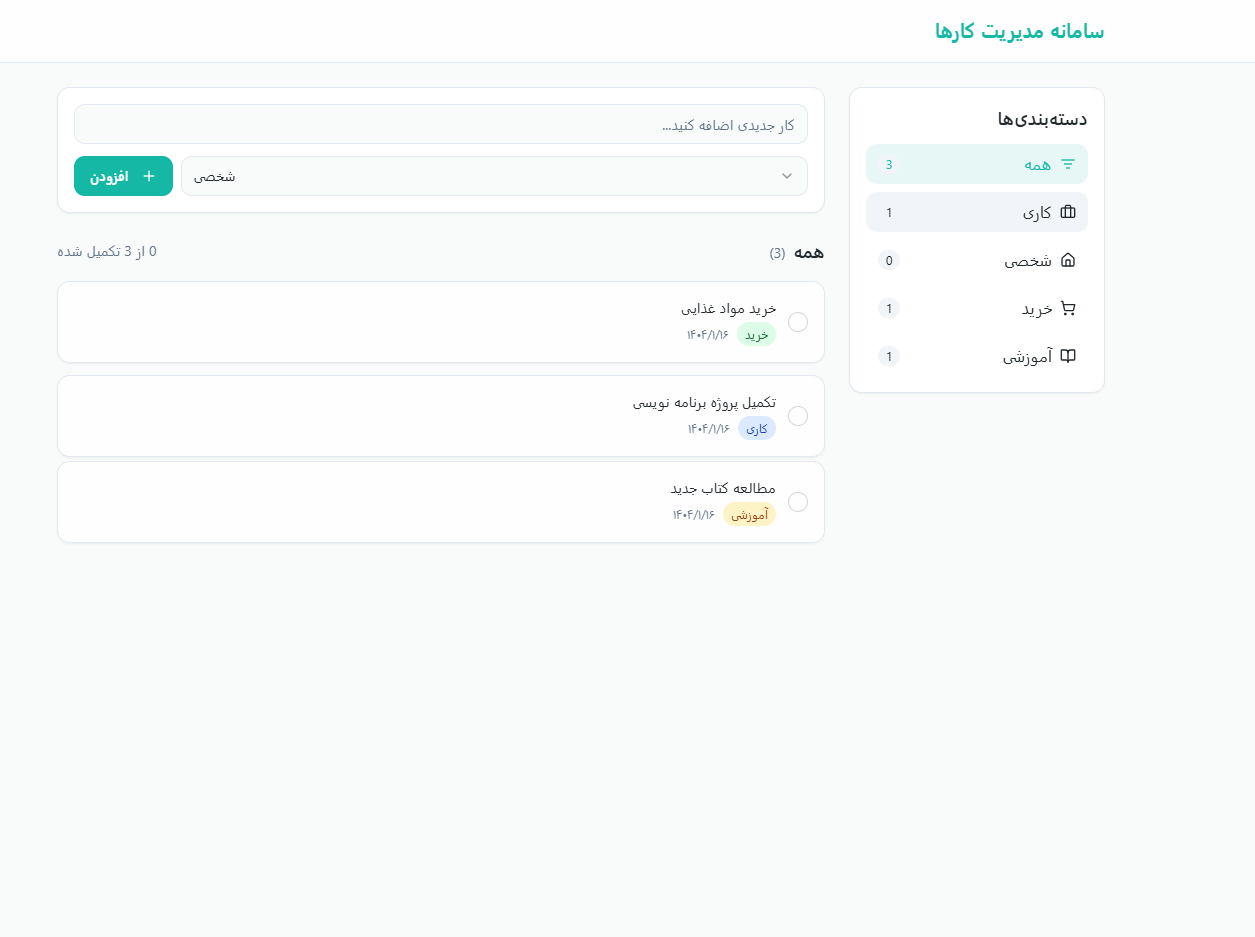 سامانه مدیریت کارها
دسته‌بندی‌ها
همه 3
کاری 1
شخصی 0
خرید 1
آموزشی 1
کار جدیدی اضافه کنید...
شخصی
افزودن
همه (3)
0 از 3 تکمیل شده
خرید مواد غذایی
خرید ۱۴۰۴/۱/۱۶
تکمیل پروژه برنامه نویسی
کاری ۱۴۰۴/۱/۱۶
مطالعه کتاب جدید
آموزشی ۱۴۰۴/۱/۱۶